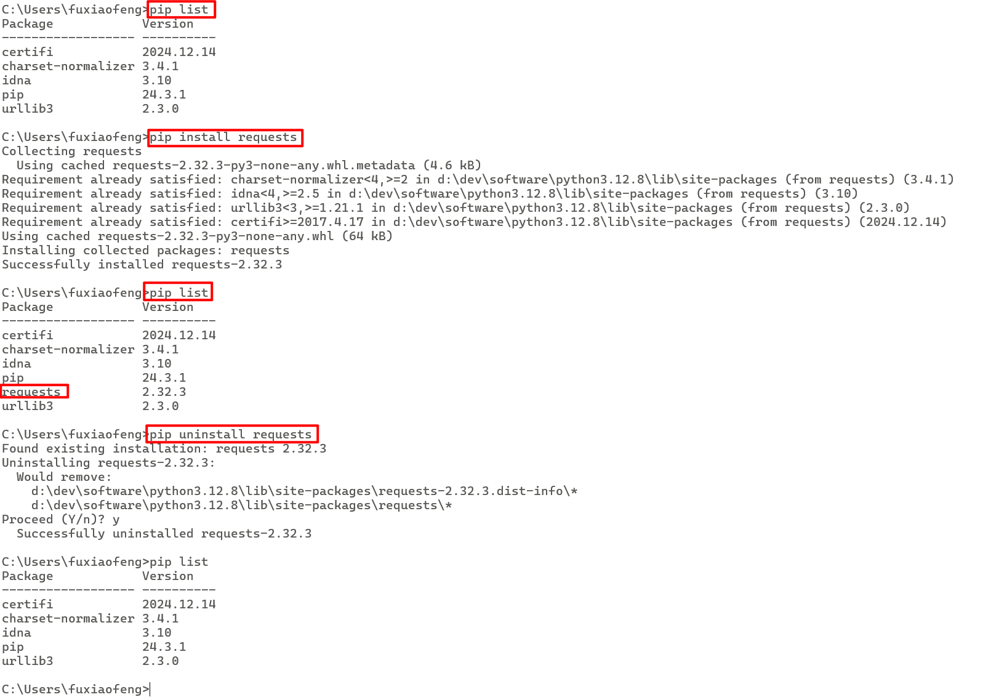 C:\Users\fuxiaofeng>pip list
Package            Version
------------------ ----------
certifi            2024.12.14
charset-normalizer 3.4.1
idna               3.10
pip                24.3.1
urllib3            2.3.0
C:\Users\fuxiaofeng>pip install requests
Collecting requests
  Using cached requests-2.32.3-py3-none-any.whl.metadata (4.6 kB)
Requirement already satisfied: charset-normalizer<4,>=2 in d:\dev\software\python3.12.8\lib\site-packages (from requests) (3.4.1)
Requirement already satisfied: idna<4,>=2.5 in d:\dev\software\python3.12.8\lib\site-packages (from requests) (3.10)
Requirement already satisfied: urllib3<3,>=1.21.1 in d:\dev\software\python3.12.8\lib\site-packages (from requests) (2.3.0)
Requirement already satisfied: certifi>=2017.4.17 in d:\dev\software\python3.12.8\lib\site-packages (from requests) (2024.12.14)
Using cached requests-2.32.3-py3-none-any.whl (64 kB)
Installing collected packages: requests
Successfully installed requests-2.32.3
C:\Users\fuxiaofeng>pip list
Package            Version
------------------ ----------
certifi            2024.12.14
charset-normalizer 3.4.1
idna               3.10
pip                24.3.1
requests           2.32.3
urllib3            2.3.0
C:\Users\fuxiaofeng>pip uninstall requests
Found existing installation: requests 2.32.3
Uninstalling requests-2.32.3:
  Would remove:
    d:\dev\software\python3.12.8\lib\site-packages\requests-2.32.3.dist-info\*
    d:\dev\software\python3.12.8\lib\site-packages\requests\*
Proceed (Y/n)? y
  Successfully uninstalled requests-2.32.3
C:\Users\fuxiaofeng>pip list
Package            Version
------------------ ----------
certifi            2024.12.14
charset-normalizer 3.4.1
idna               3.10
pip                24.3.1
urllib3            2.3.0
C:\Users\fuxiaofeng>